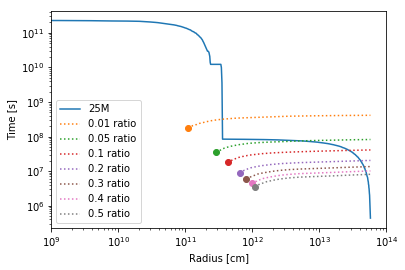 10^11
10^10
10^9
10^8
10^7
10^6
Time [s]
25M
0.01 ratio
0.05 ratio
0.1 ratio
0.2 ratio
0.3 ratio
0.4 ratio
0.5 ratio
10^9 10^10 10^11 10^12 10^13 10^14
Radius [cm]